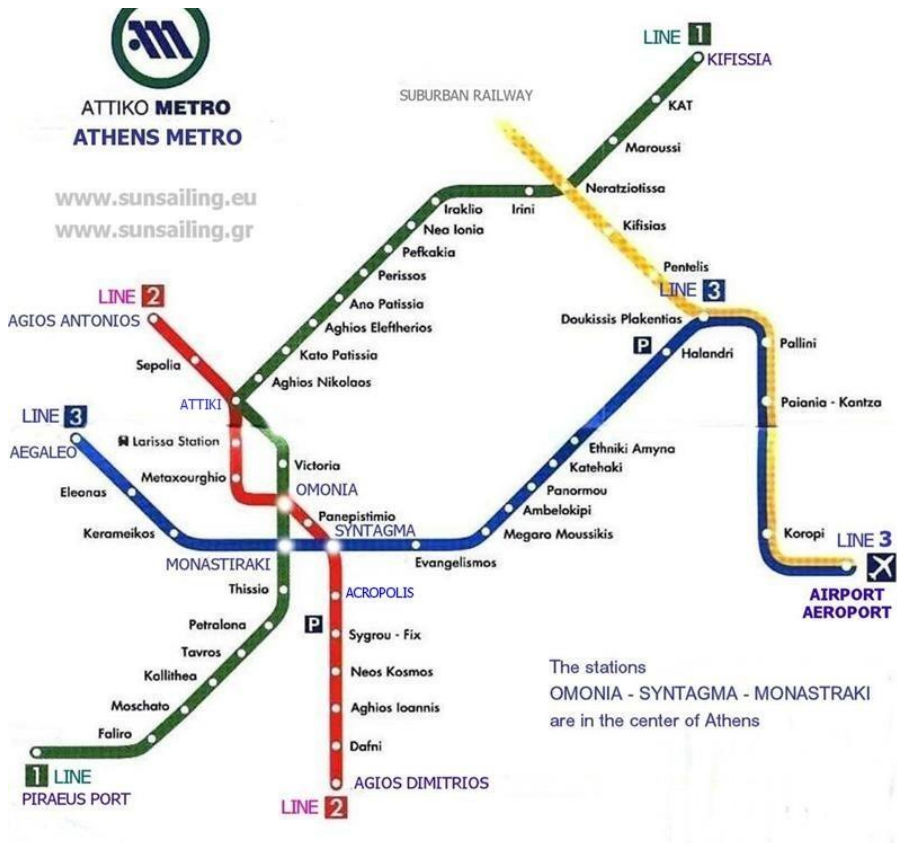 LINE 1
KIFISSIA
SUBURBAN RAILWAY
ATTIKO METRO
ATHENS METRO
KAT
Maroussi
www.sunsailing.eu
www.sunsailing.gr
Neratziotissa
Iraklio
Irini
Nea Ionia
Kifisias
Pefkakia
Perissos
Pentelis
LINE 2
LINE 3
Ano Patissia
AGIOS ANTONIOS
Doukissis Plakentias
Aghios Eleftherios
P
Halandri
Pallini
Kato Patissia
Sepolia
Aghios Nikolaos
ATTIKI
Paiania - Kantza
LINE 3
AEGALEO
Larissa Station
Ethniki Amyna
Victoria
Katehaki
Metaxourghio
Eleonas
OMONIA
Panormou
Ambelokipi
Panepistimio
Kerameikos
SYNTAGMA
Megaro Moussikis
Koropi
LINE 3
MONASTIRAKI
Evangelismos
Thissio
ACROPOLIS
AIRPORT
AEROPORT
Petralona
P
Sygrou - Fix
Tavros
Kallithea
Neos Kosmos
The stations
OMONIA - SYNTAGMA - MONASTRAKI
are in the center of Athens
Moschato
Aghios Ioannis
Faliro
Dafni
1 LINE
PIRAEUS PORT
AGIOS DIMITRIOS
LINE 2